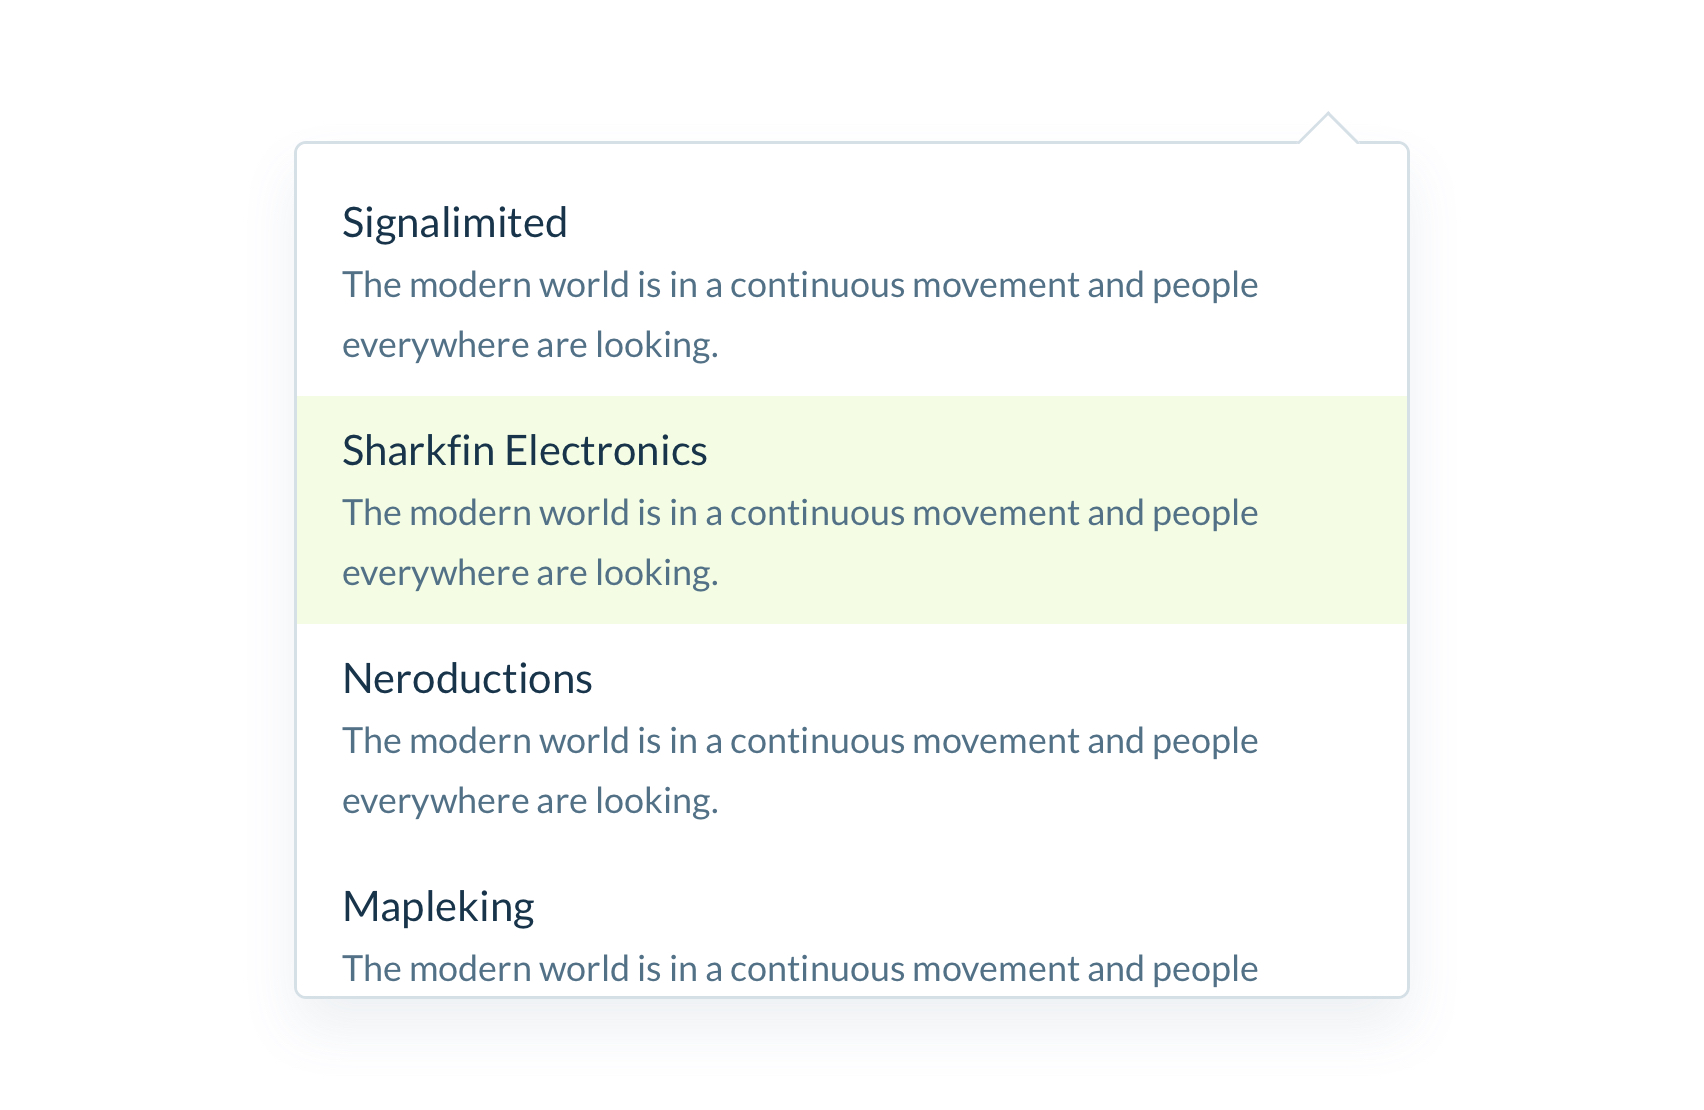 Signalimited
The modern world is in a continuous movement and people
everywhere are looking.
Sharkfin Electronics
The modern world is in a continuous movement and people
everywhere are looking.
Neroductions
The modern world is in a continuous movement and people
everywhere are looking.
Mapleking
The modern world is in a continuous movement and people